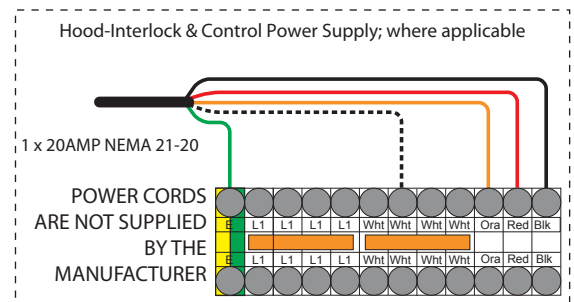 Hood-Interlock & Control Power Supply; where applicable
1 x 20AMP NEMA 21-20
POWER CORDS
ARE NOT SUPPLIED
BY THE
MANUFACTURER
E L1 L1 L1 L1 Wht Wht Wht Wht Ora Red Blk
E L1 L1 L1 L1 Wht Wht Wht Wht Ora Red Blk